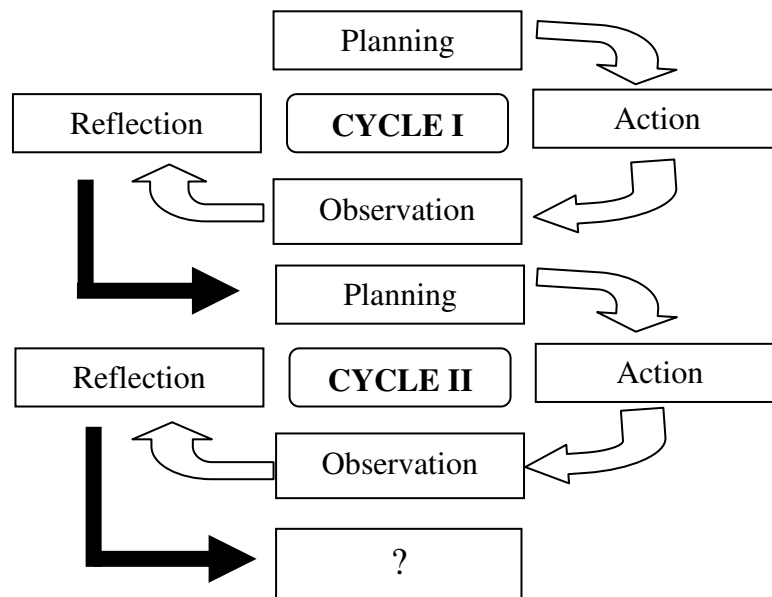 Planning
Reflection
CYCLE I
Action
Observation
Planning
Reflection
CYCLE II
Action
Observation
?